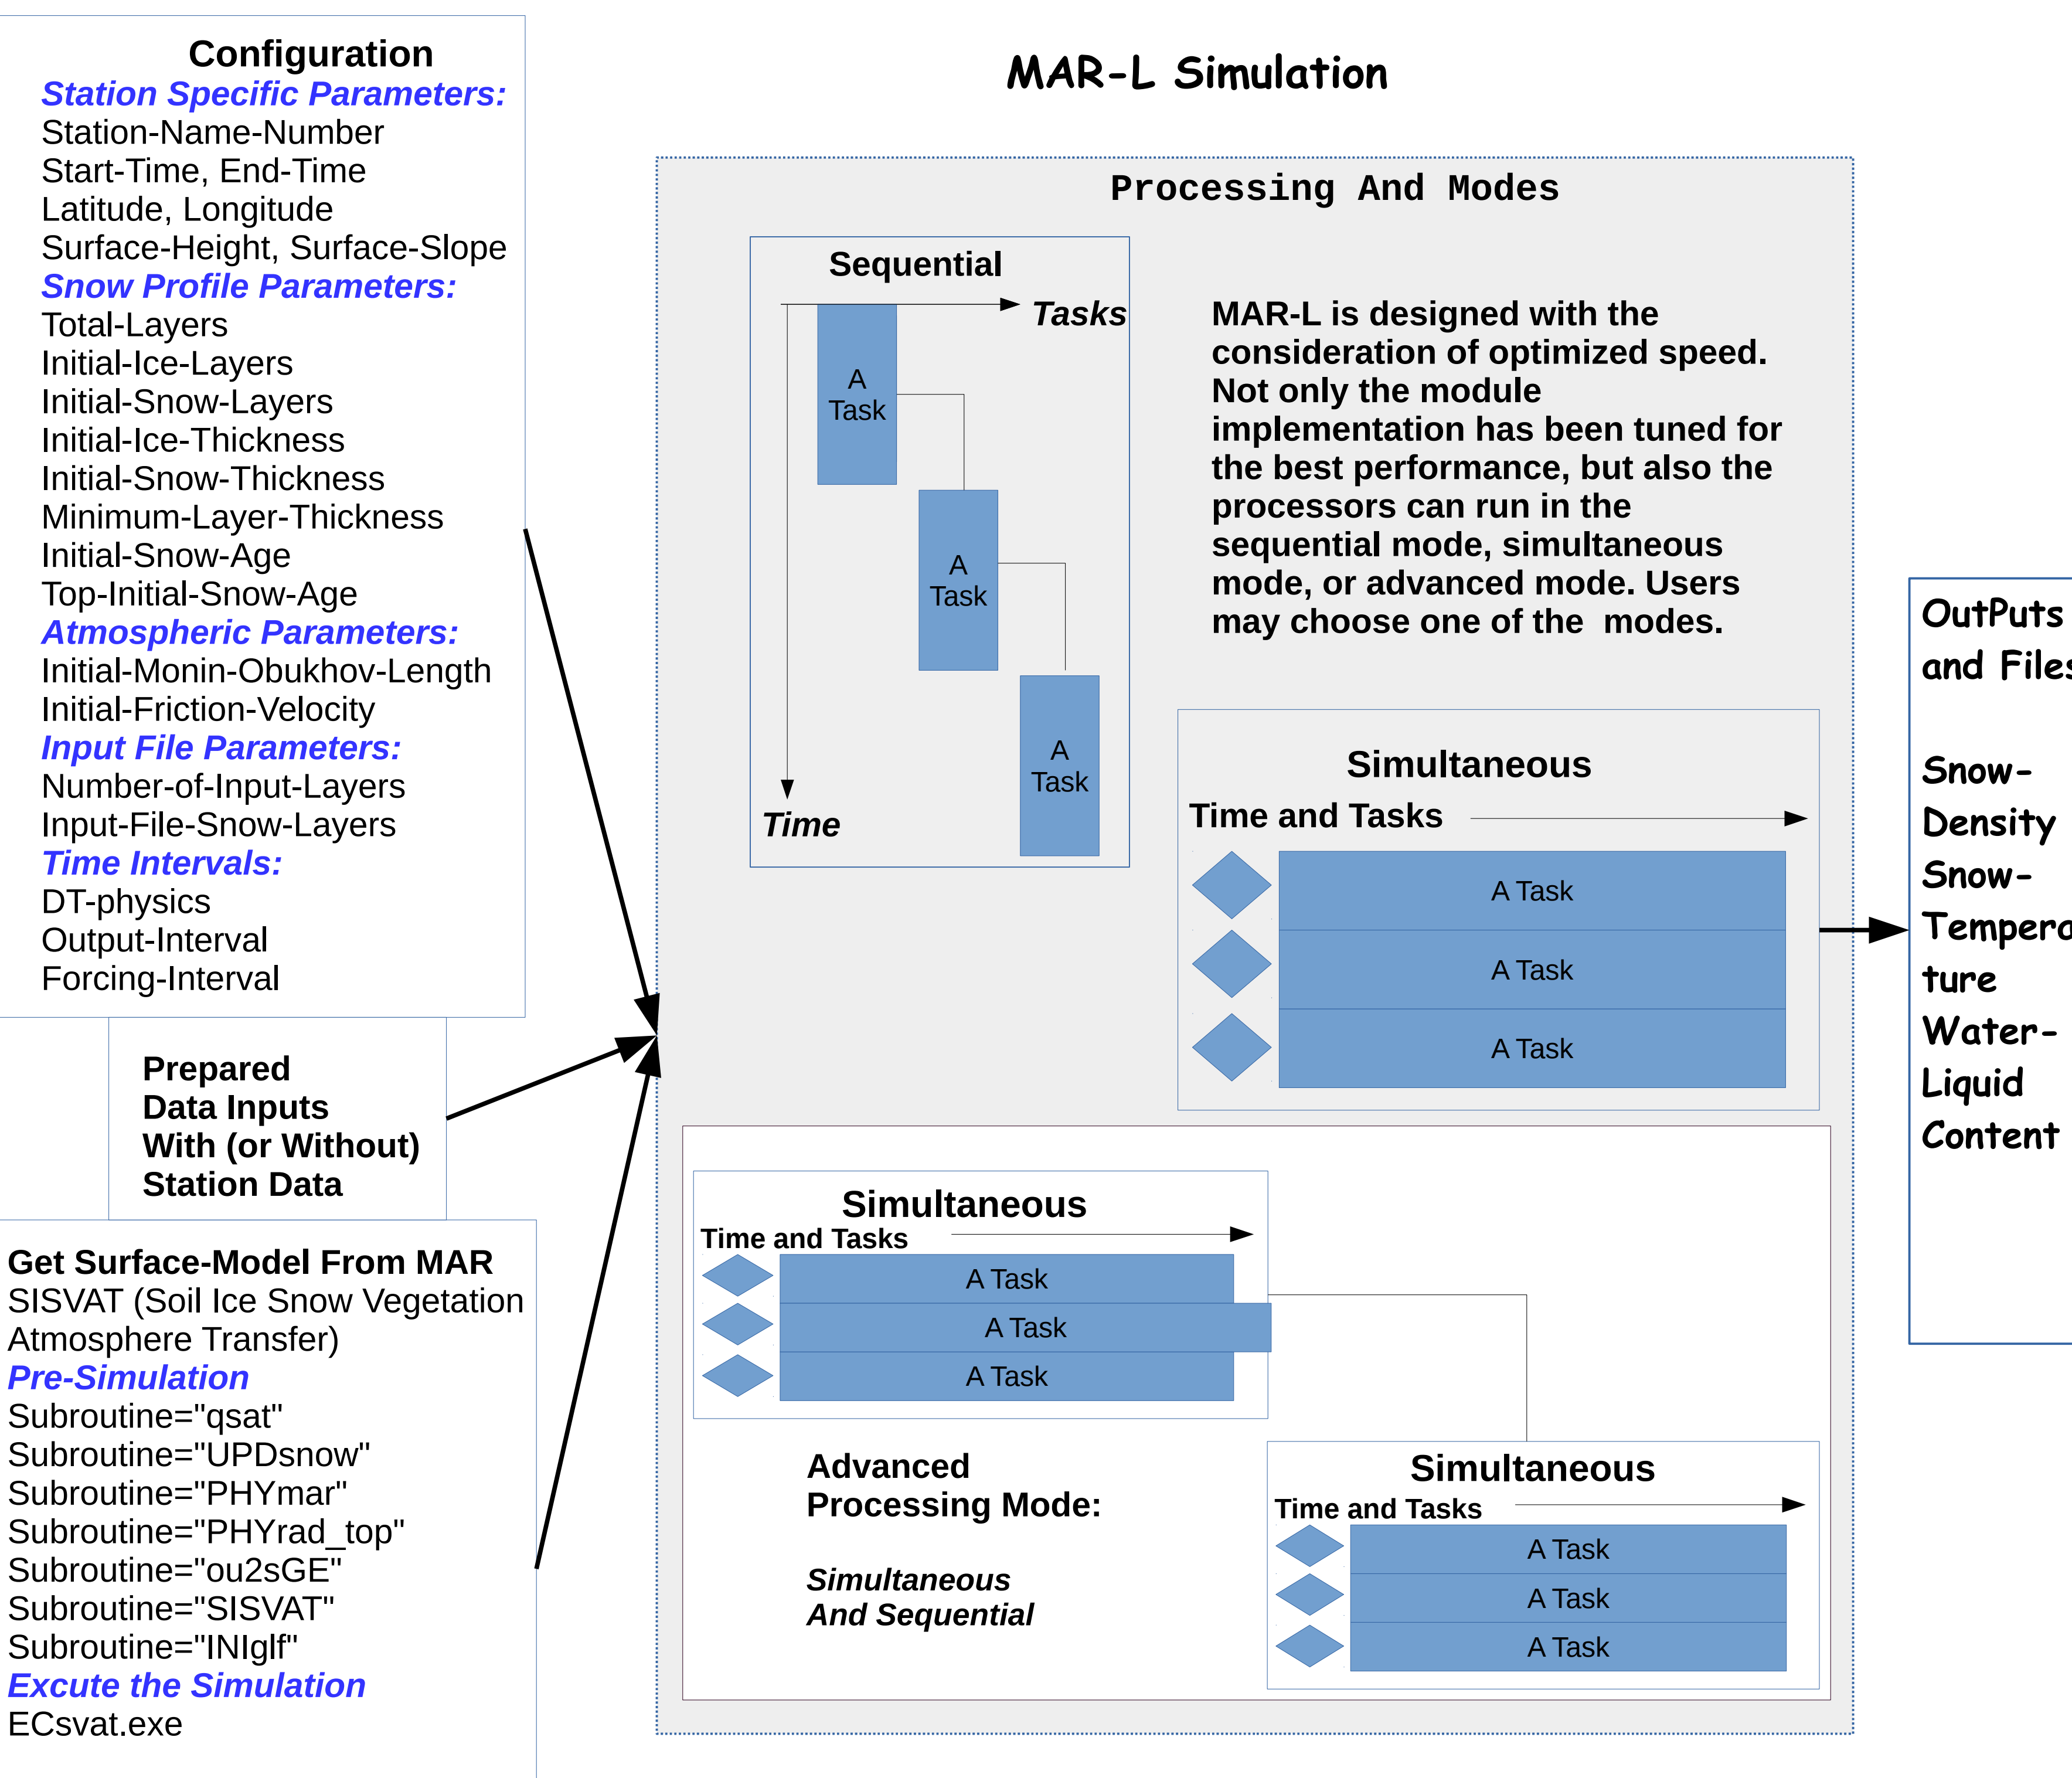 Configuration
Station Specific Parameters:
Station-Name-Number
Start-Time, End-Time
Latitude, Longitude
Surface-Height, Surface-Slope
Snow Profile Parameters:
Total-Layers
Initial-Ice-Layers
Initial-Snow-Layers
Initial-Ice-Thickness
Initial-Snow-Thickness
Minimum-Layer-Thickness
Initial-Snow-Age
Top-Initial-Snow-Age
Atmospheric Parameters:
Initial-Monin-Obukhov-Length
Initial-Friction-Velocity
Input File Parameters:
Number-of-Input-Layers
Input-File-Snow-Layers
Time Intervals:
DT-physics
Output-Interval
Forcing-Interval
Prepared
Data Inputs
With (or Without)
Station Data
Get Surface-Model From MAR
SISVAT (Soil Ice Snow Vegetation
Atmosphere Transfer)
Pre-Simulation
Subroutine="qsat"
Subroutine="UPDsnow"
Subroutine="PHYmar"
Subroutine="PHYrad_top"
Subroutine="ou2sGE"
Subroutine="SISVAT"
Subroutine="INIglf"
Excute the Simulation
ECsvat.exe
MAR-L Simulation
Processing And Modes
Sequential
Tasks
A
Task
A
Task
A
Task
Time
MAR-L is designed with the
consideration of optimized speed.
Not only the module
implementation has been tuned for
the best performance, but also the
processors can run in the
sequential mode, simultaneous
mode, or advanced mode. Users
may choose one of the  modes.
Simultaneous
Time and Tasks
A Task
A Task
A Task
Simultaneous
Time and Tasks
A Task
A Task
A Task
Advanced
Processing Mode:
Simultaneous
And Sequential
Simultaneous
Time and Tasks
A Task
A Task
A Task
OutPuts
and Files
Snow-
Density
Snow-
Tempera
ture
Water-
Liquid
Content